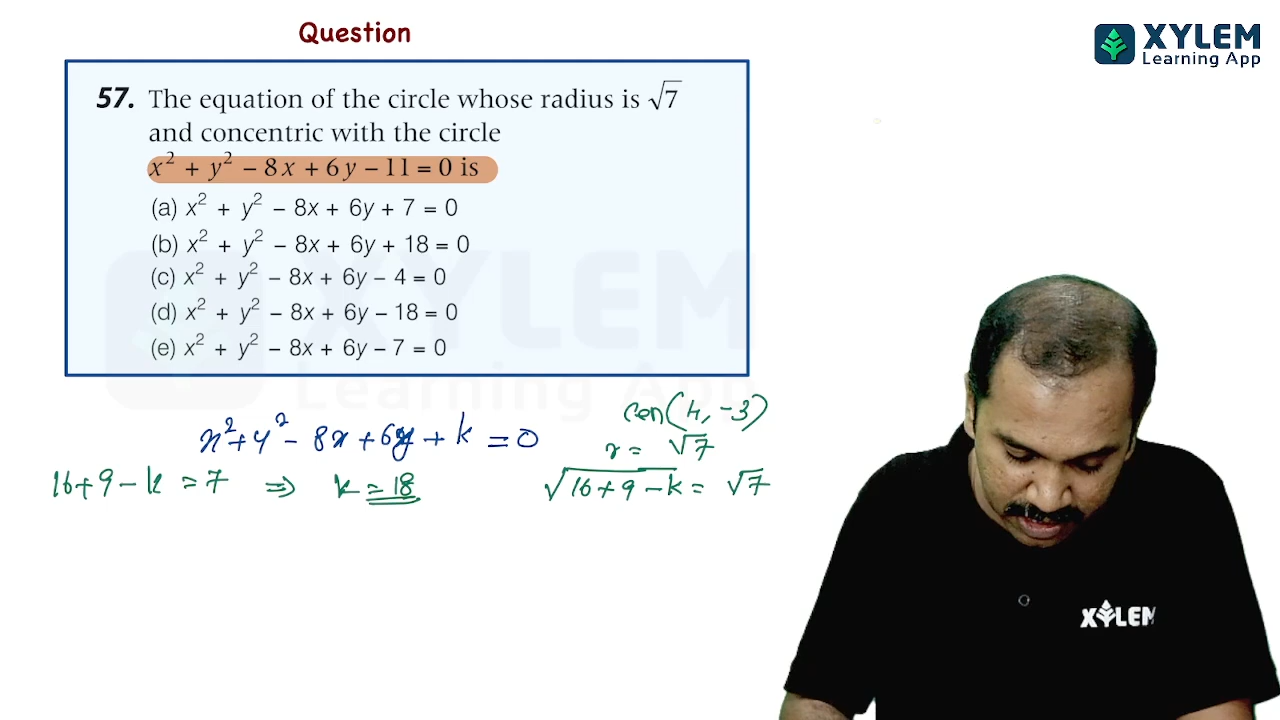 Question
XYLEM
Learning App
57. The equation of the circle whose radius is √7
and concentric with the circle
x² + y² − 8x + 6y − 11 = 0 is
(a) x² + y² − 8x + 6y + 7 = 0
(b) x² + y² − 8x + 6y + 18 = 0
(c) x² + y² − 8x + 6y − 4 = 0
(d) x² + y² − 8x + 6y − 18 = 0
(e) x² + y² − 8x + 6y − 7 = 0
XYLEM
Learning App
cen(4, −3)
x² + y² − 8x + 6y + k = 0
r = √7
16 + 9 − k = 7 ⇒ k = 18
√16 + 9 − k = √7
XYLEM